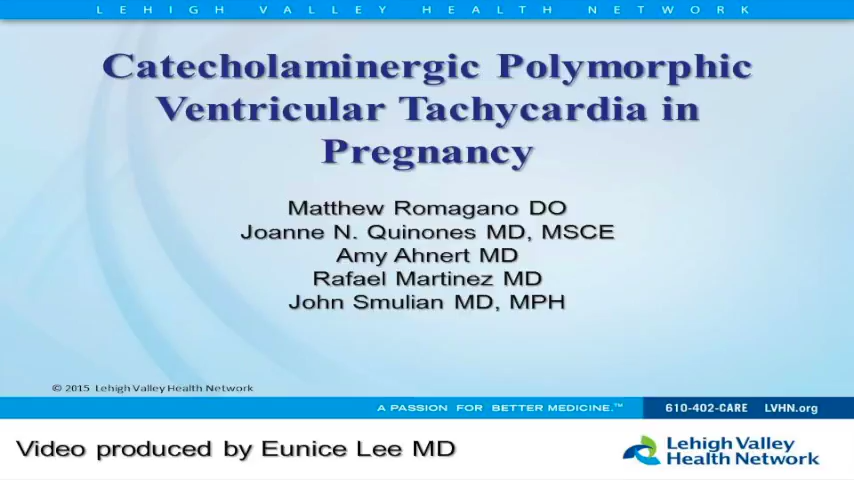 LEHIGH VALLEY HEALTH NETWORK
Catecholaminergic Polymorphic
Ventricular Tachycardia in
Pregnancy
Matthew Romagano DO
Joanne N. Quinones MD, MSCE
Amy Ahnert MD
Rafael Martinez MD
John Smulian MD, MPH
© 2015 Lehigh Valley Health Network
A PASSION FOR BETTER MEDICINE.™ 610-402-CARE LVHN.org
Video produced by Eunice Lee MD
Lehigh Valley
Health Network